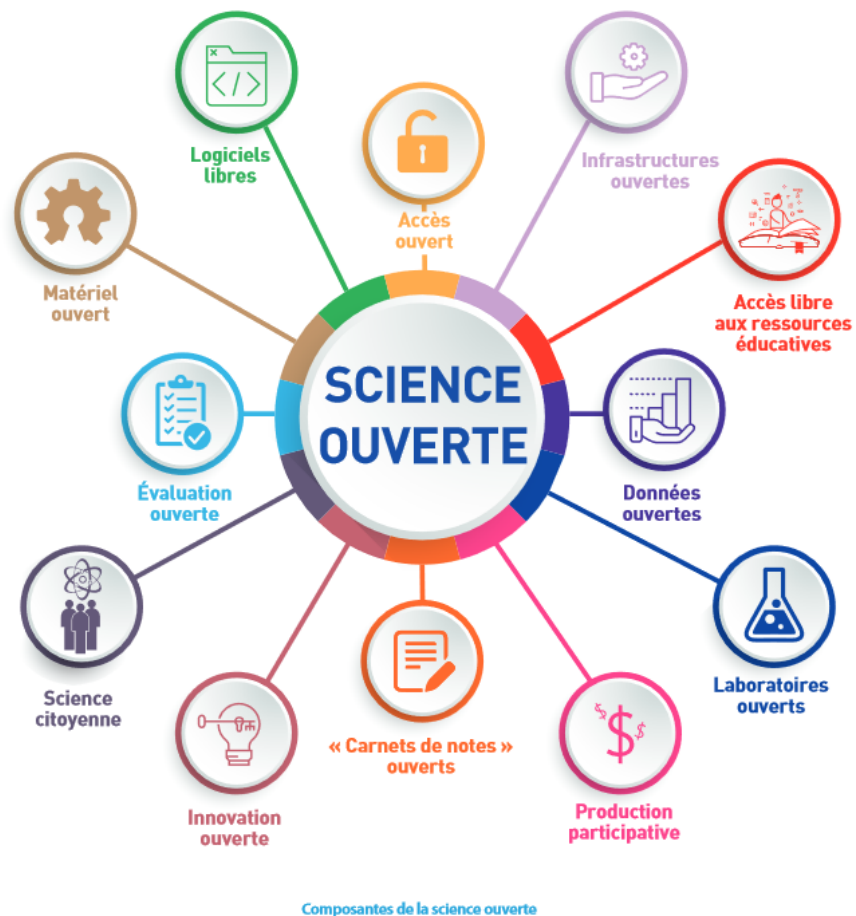 Logiciels
libres
Accès
ouvert
Infrastructures
ouvertes
Matériel
ouvert
Accès libre
aux ressources
éducatives
SCIENCE
OUVERTE
Évaluation
ouverte
Données
ouvertes
Science
citoyenne
Laboratoires
ouverts
« Carnets de notes »
ouverts
Innovation
ouverte
Production
participative
Composantes de la science ouverte